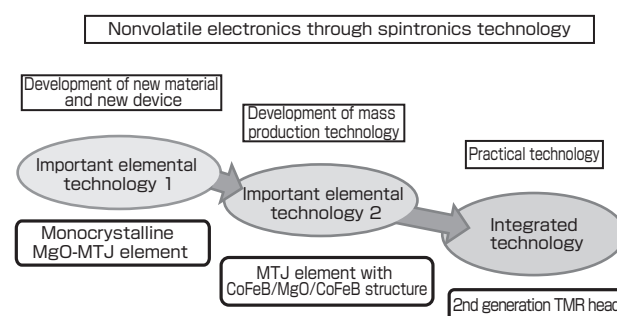 Nonvolatile electronics through spintronics technology
Development of new material
and new device
Development of mass
production technology
Practical technology
Important elemental
technology 1
Important elemental
technology 2
Integrated
technology
Monocrystalline
MgO-MTJ element
MTJ element with
CoFeB/MgO/CoFeB structure
2nd generation TMR head